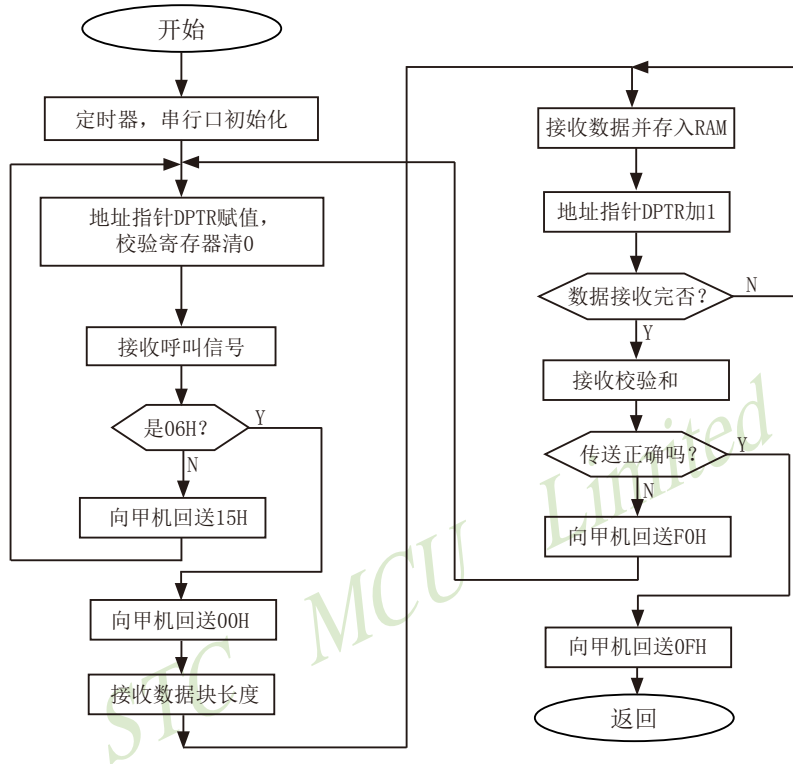 开始
定时器，串行口初始化
地址指针DPTR赋值，
校验寄存器清0
接收呼叫信号
是06H?
Y
N
向甲机回送15H
向甲机回送00H
接收数据块长度
接收数据并存入RAM
地址指针DPTR加1
数据接收完否?
N
Y
接收校验和
传送正确吗?
Y
N
向甲机回送F0H
向甲机回送0FH
返回
STC MCU Limited